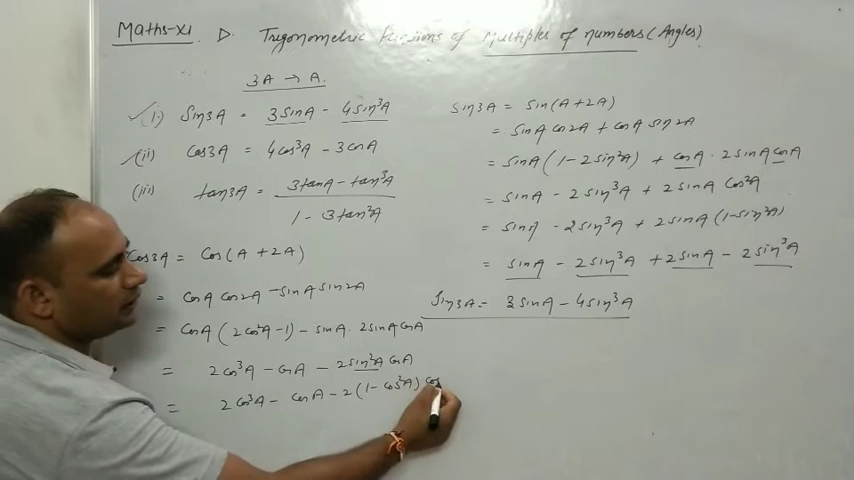 Maths-XI ▷ Trigonometric functions of Multiples of numbers (Angles)
3A → A.
(i) Sin3A = 3sinA - 4sin³A
(ii) Cos3A = 4cos³A - 3cosA
(iii) tan3A = 3tanA - tan³A / 1 - 3tan²A
Cos3A = Cos(A + 2A)
= CosA Cos2A - sinA sin2A
= CosA (2cos²A - 1) - sinA . 2sinA CosA
= 2cos³A - CosA - 2sin²A CosA
= 2cos³A - CosA - 2(1 - cos²A) cos
Sin3A = Sin(A + 2A)
= SinA Cos2A + CosA Sin2A
= SinA (1 - 2sin²A) + CosA . 2sinA CosA
= SinA - 2sin³A + 2sinA Cos²A
= SinA - 2sin³A + 2sinA (1 - sin²A)
= SinA - 2sin³A + 2sinA - 2sin³A
Sin3A = 3sinA - 4sin³A